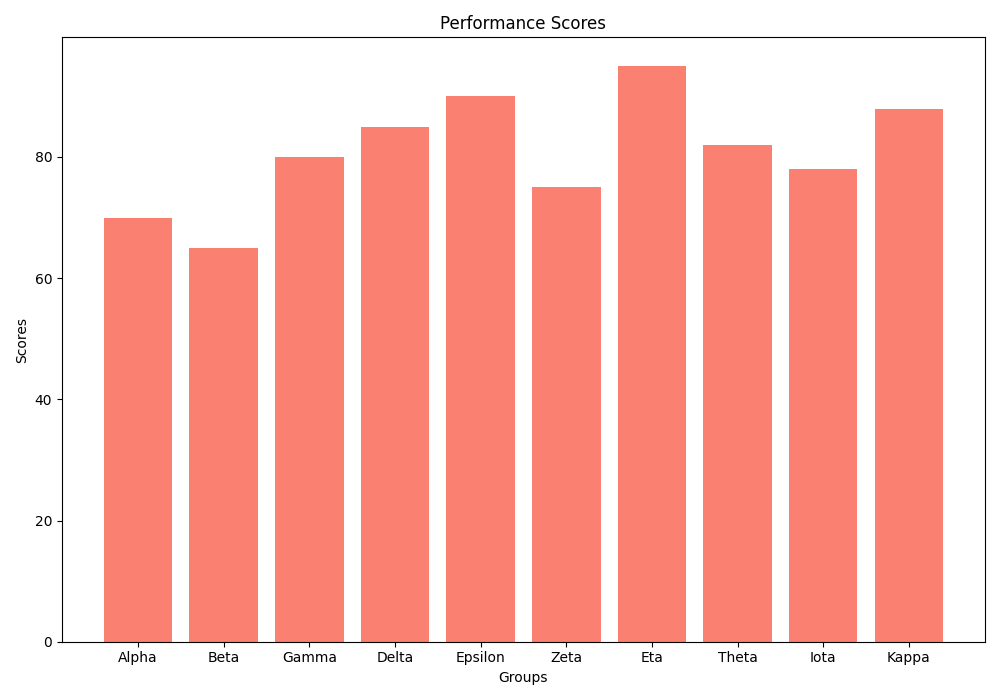 Performance Scores
Scores
80
60
40
20
0
Alpha Beta Gamma Delta Epsilon Zeta Eta Theta Iota Kappa
Groups